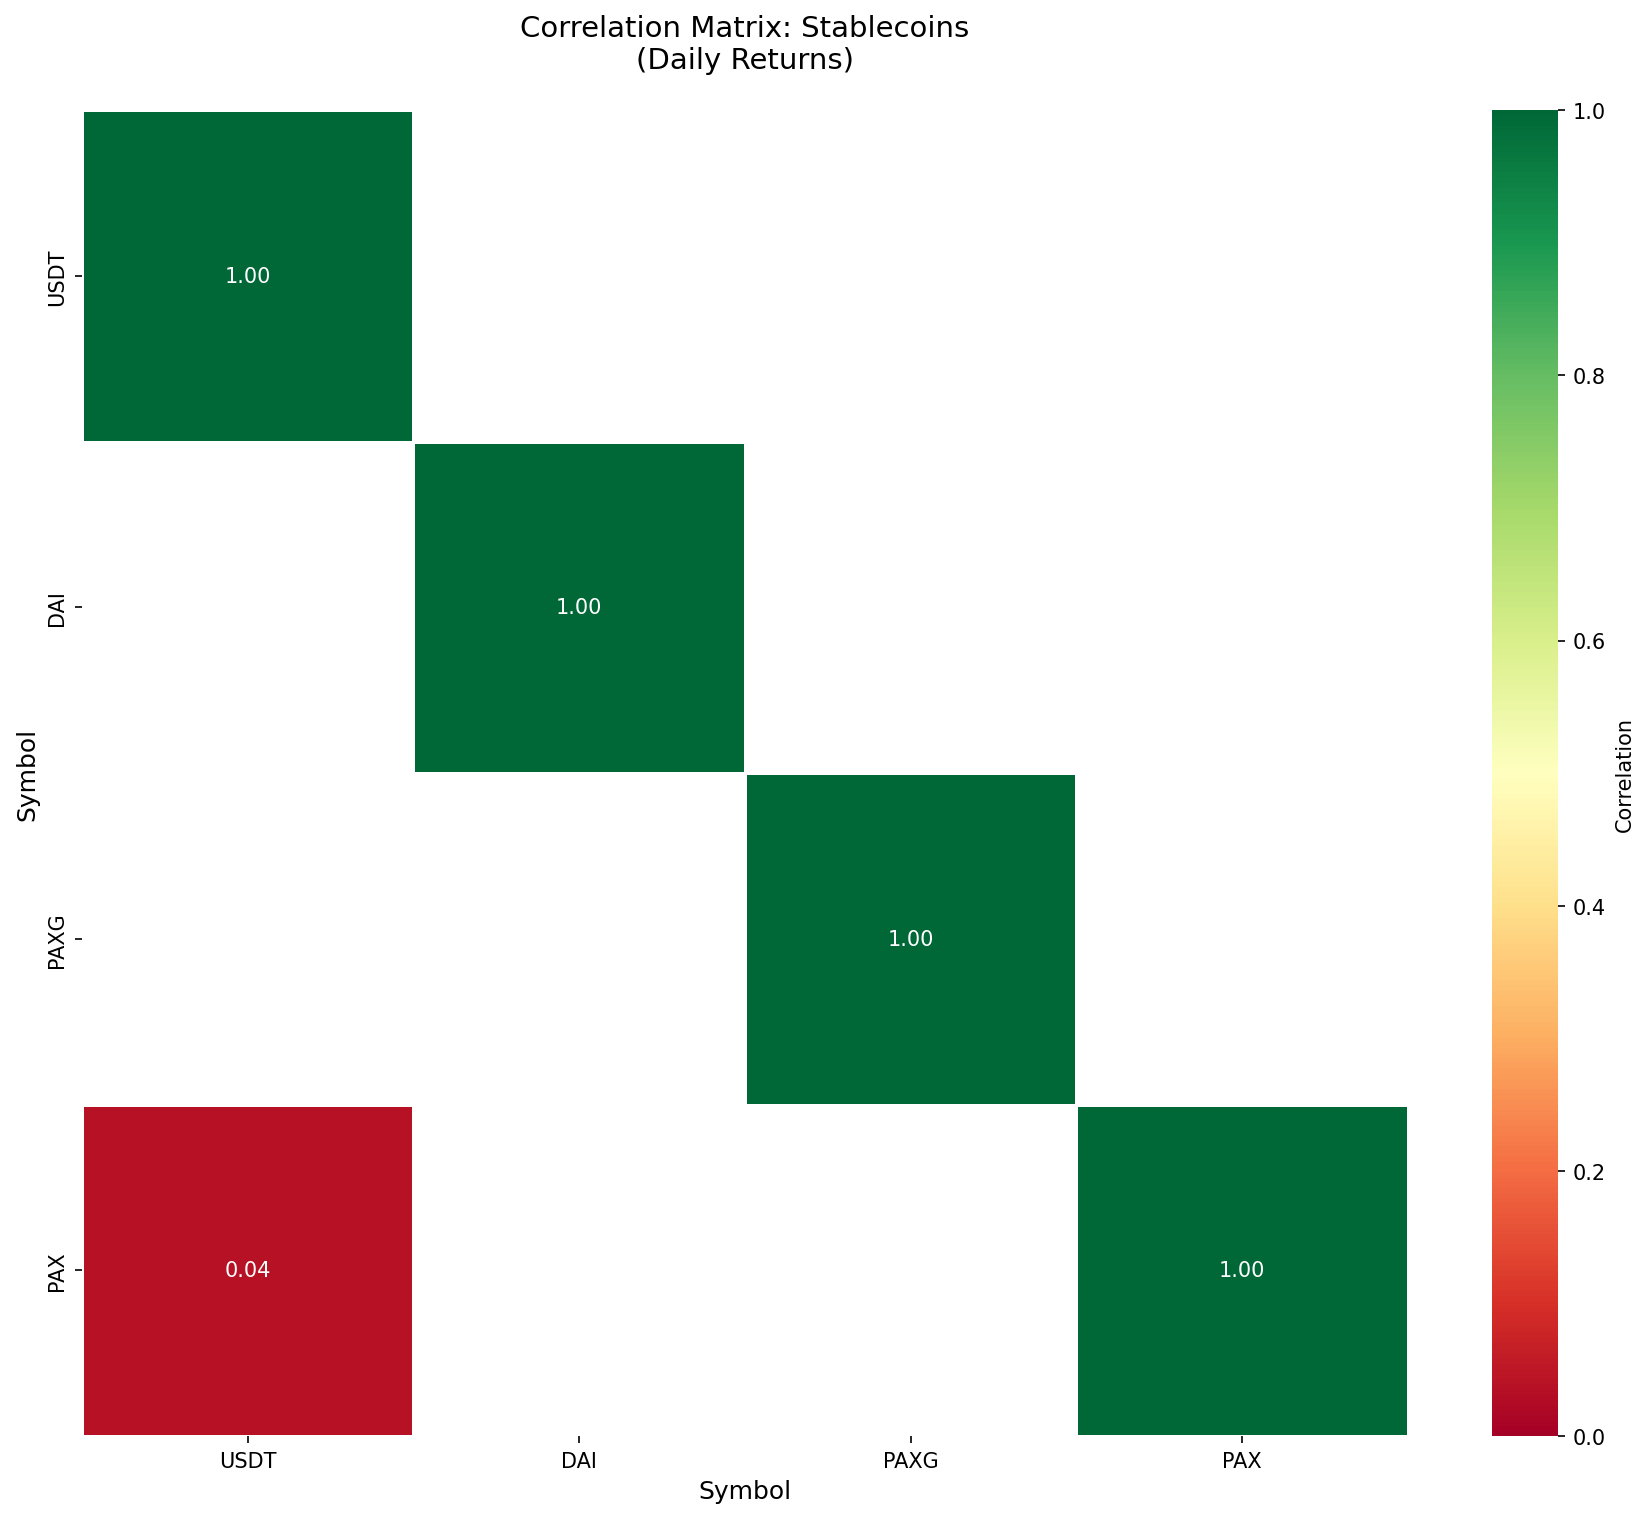 Correlation Matrix: Stablecoins
(Daily Returns)
1.0
1.00
USDT
0.8
0.6
1.00
DAI
Symbol
Correlation
0.4
1.00
PAXG
0.2
0.04
1.00
PAX
0.0
USDT DAI PAXG PAX
Symbol